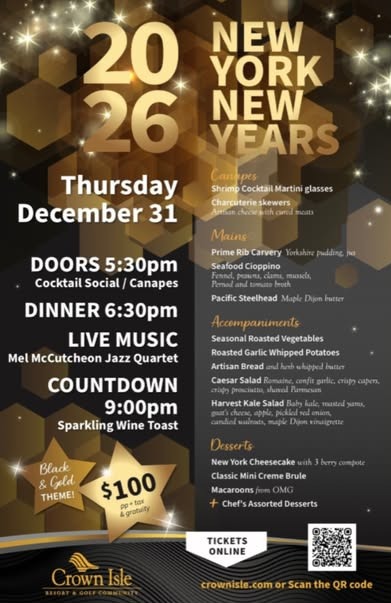 20
26
NEW
YORK
NEW
YEARS
Thursday
December 31
DOORS 5:30pm
Cocktail Social / Canapes
DINNER 6:30pm
LIVE MUSIC
Mel McCutcheon Jazz Quartet
COUNTDOWN
9:00pm
Sparkling Wine Toast
Black
& Gold
THEME!
$100
pp + tax
& gratuity
Canapes
Shrimp Cocktail Martini glasses
Charcuterie skewers
Artisan cheese with cured meats
Mains
Prime Rib Carvery Yorkshire pudding, jus
Seafood Cioppino
Fennel, prawns, clams, mussels,
Pernod and tomato broth
Pacific Steelhead Maple Dijon butter
Accompaniments
Seasonal Roasted Vegetables
Roasted Garlic Whipped Potatoes
Artisan Bread and herb whipped butter
Caesar Salad Romaine, confit garlic, crispy capers,
crispy prosciutto, shaved Parmesan
Harvest Kale Salad Baby kale, roasted yams,
goat's cheese, apple, pickled red onion,
candied walnuts, maple Dijon vinaigrette
Desserts
New York Cheesecake with 3 berry compote
Classic Mini Creme Brule
Macaroons from OMG
+ Chef's Assorted Desserts
TICKETS
ONLINE
Crown Isle
RESORT & GOLF COMMUNITY
crownisle.com or Scan the QR code